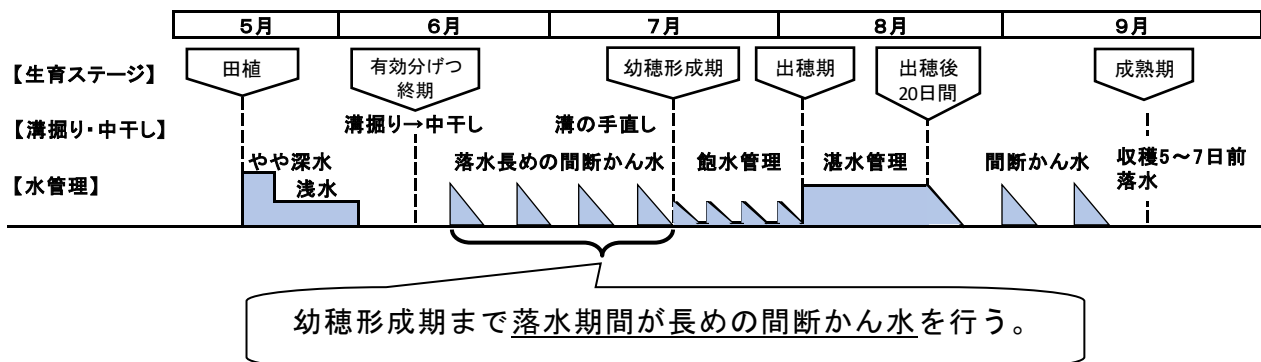 5月 6月 7月 8月 9月
【生育ステージ】
田植
有効分げつ
終期
幼穂形成期
出穂期
出穂後
20日間
成熟期
【溝掘り・中干し】
溝掘り→中干し
溝の手直し
【水管理】
やや深水
浅水
落水長めの間断かん水
飽水管理
湛水管理
間断かん水
収穫5～7日前
落水
幼穂形成期まで落水期間が長めの間断かん水を行う。